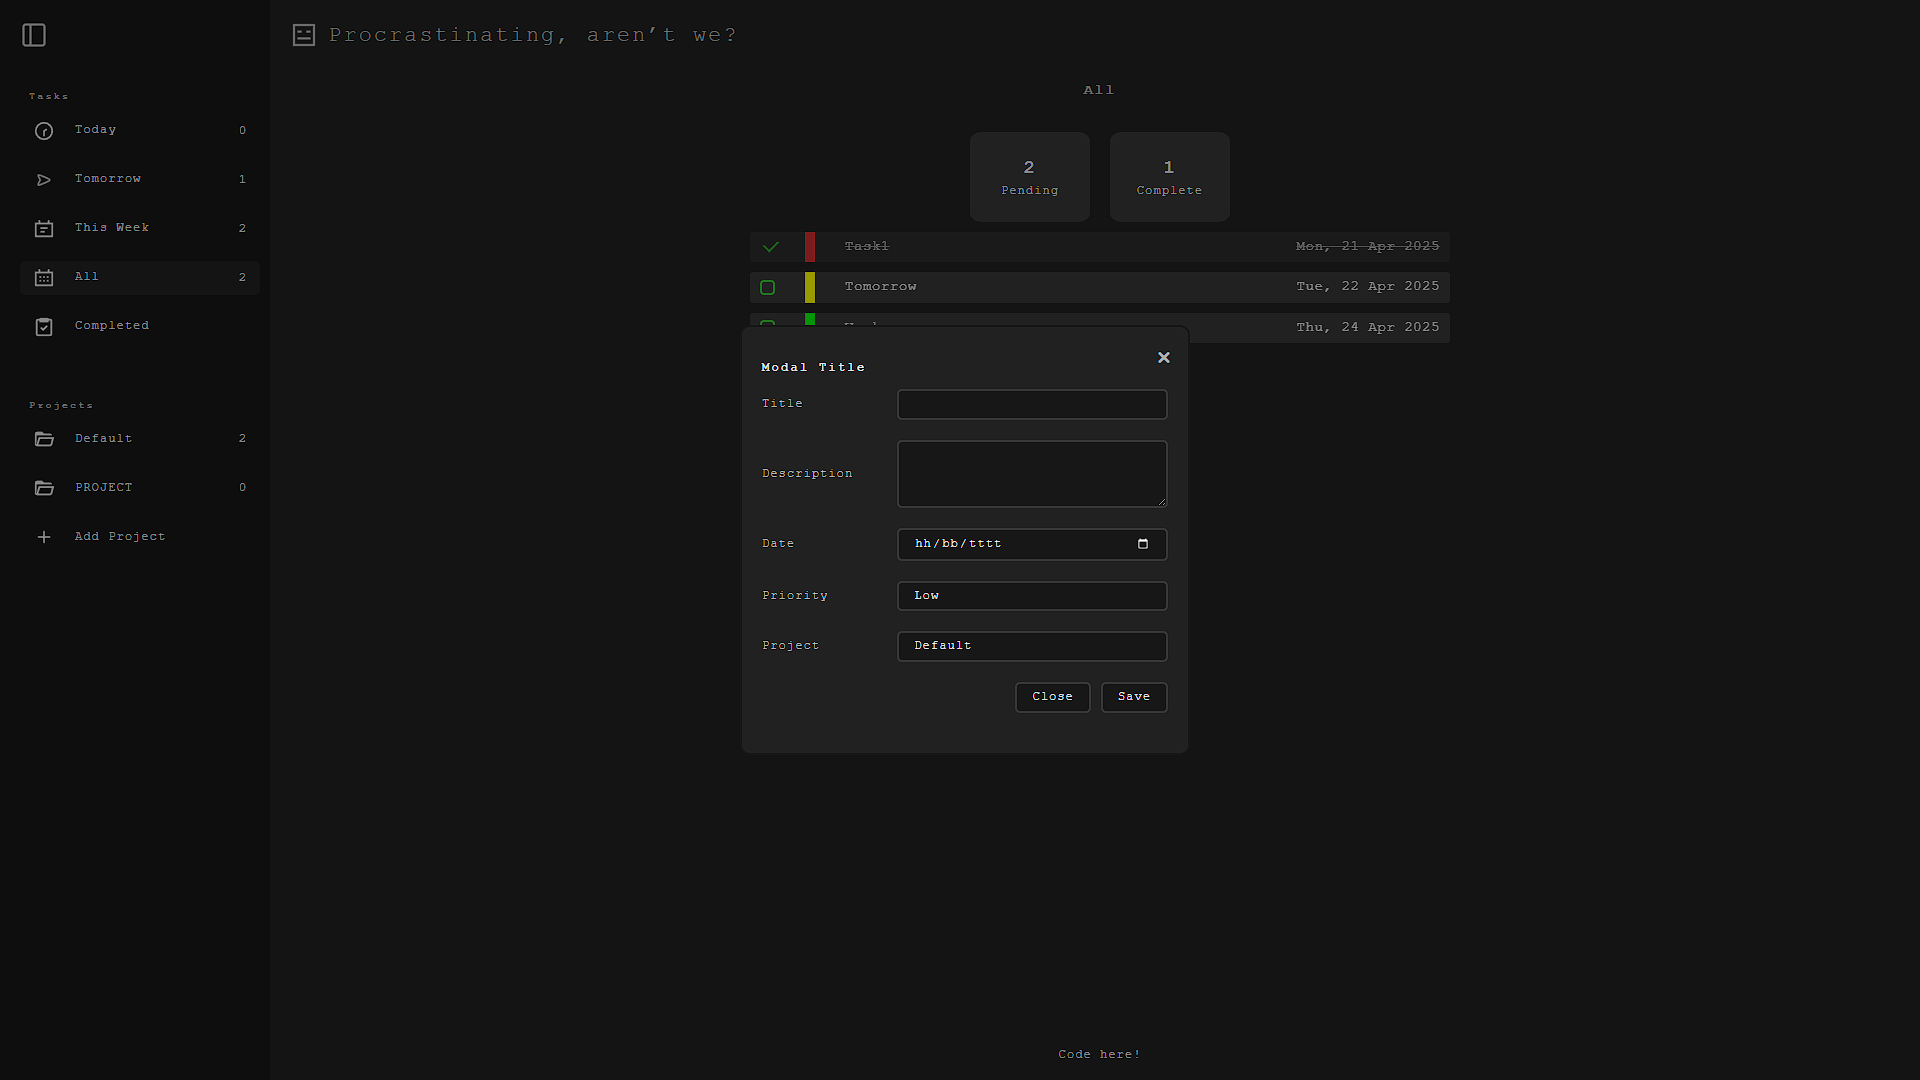 Procrastinating, aren’t we?
Tasks
Today 0
Tomorrow 1
This Week 2
All 2
Completed
Projects
Default 2
PROJECT 0
Add Project
All
2 Pending
1 Complete
Task1 Mon, 21 Apr 2025
Tomorrow Tue, 22 Apr 2025
Thu, 24 Apr 2025
Modal Title
Title
Description
Date hh/bb/tttt
Priority Low
Project Default
Close Save
Code here!